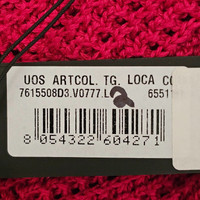 UOS ARTCOL. TG. LOCA CO
7615508D3.V0777.L 6551
8 054322 604271